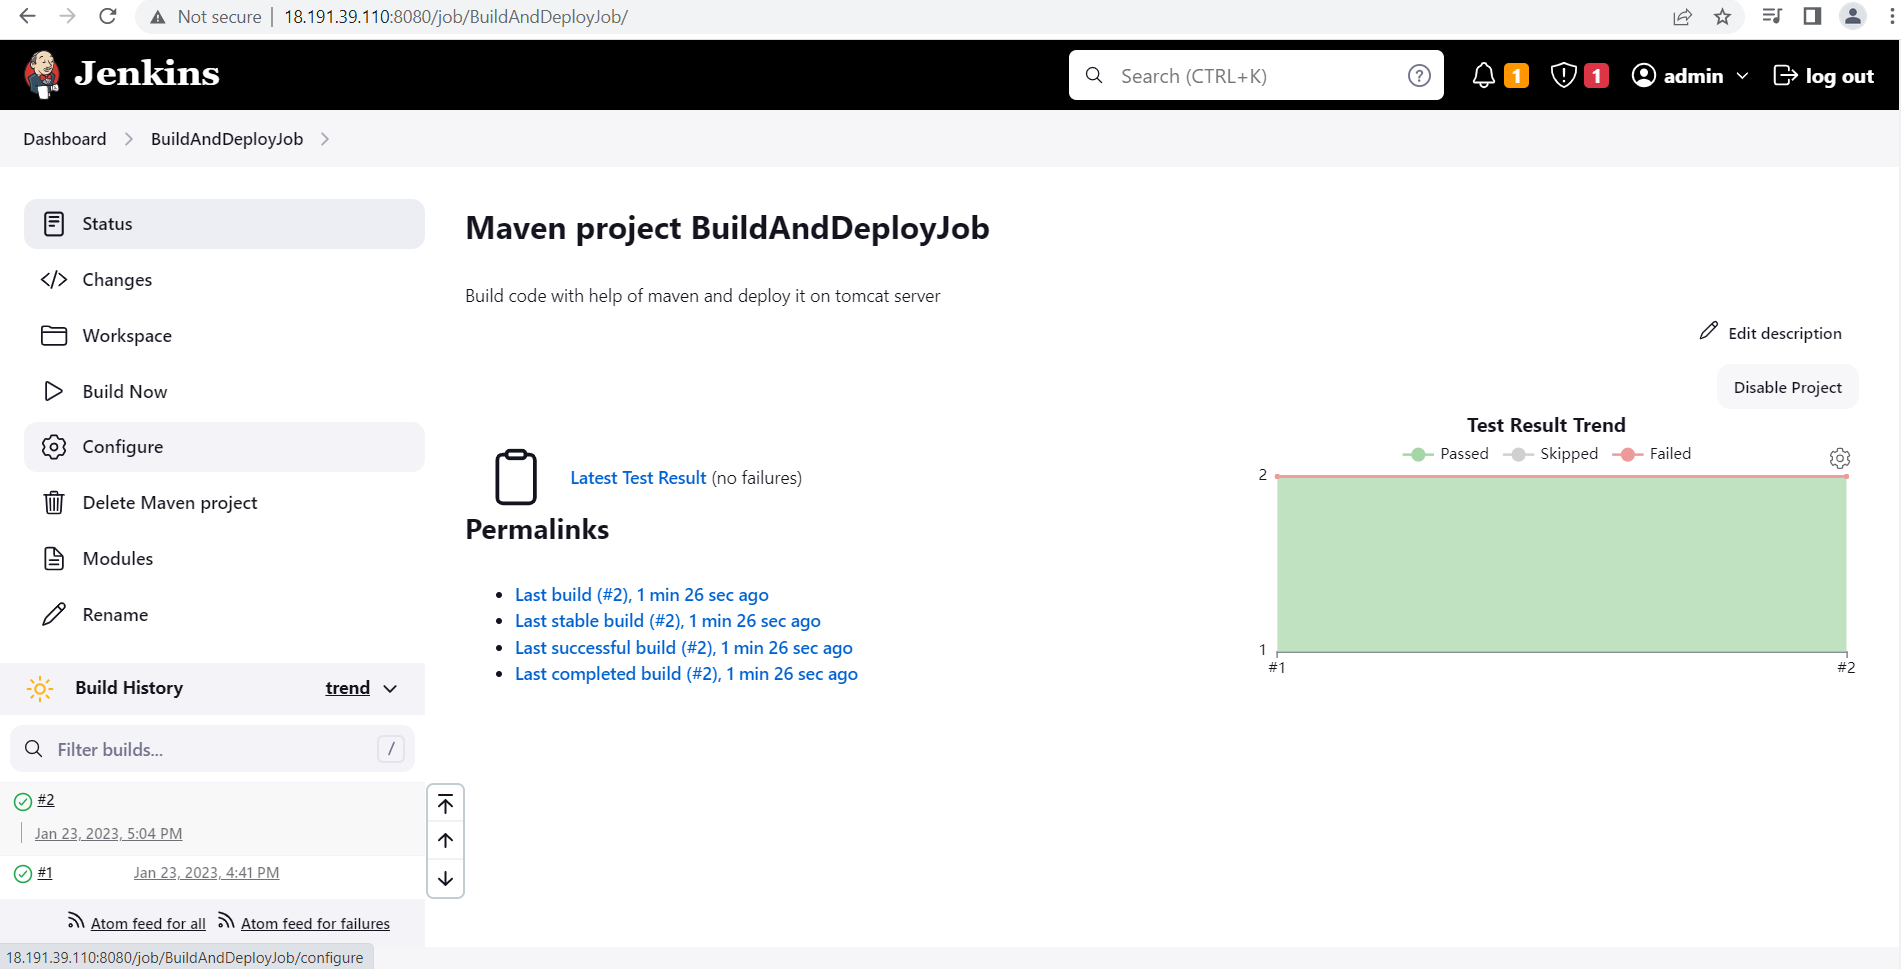 Not secure | 18.191.39.110:8080/job/BuildAndDeployJob/
Jenkins
Search (CTRL+K)
?
1
1
admin
log out
Dashboard
BuildAndDeployJob
Status
Changes
Workspace
Build Now
Configure
Delete Maven project
Modules
Rename
Build History
trend
Filter builds...
/
#2
Jan 23, 2023, 5:04 PM
#1
Jan 23, 2023, 4:41 PM
Atom feed for all
Atom feed for failures
18.191.39.110:8080/job/BuildAndDeployJob/configure
Maven project BuildAndDeployJob
Build code with help of maven and deploy it on tomcat server
Edit description
Disable Project
Latest Test Result (no failures)
Permalinks
Last build (#2), 1 min 26 sec ago
Last stable build (#2), 1 min 26 sec ago
Last successful build (#2), 1 min 26 sec ago
Last completed build (#2), 1 min 26 sec ago
Test Result Trend
Passed
Skipped
Failed
2
1
#1
#2